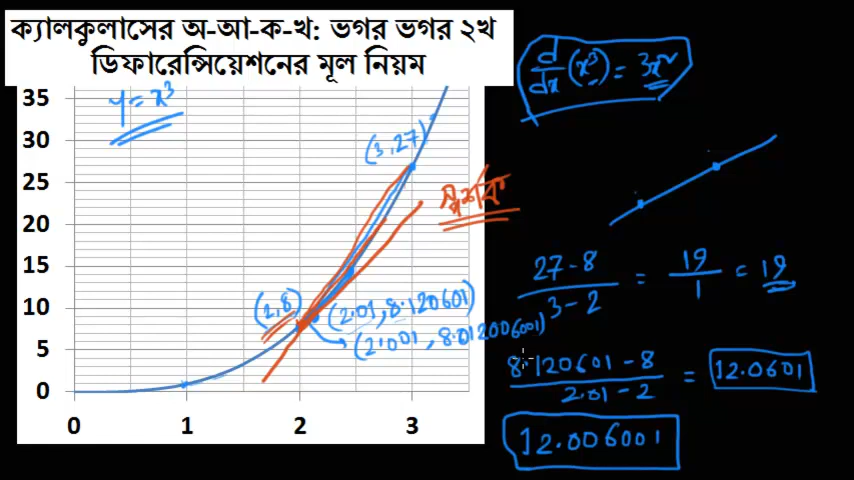 ক্যালকুলাসের অ-আ-ক-খ: ভগর ভগর ২খ
ডিফারেন্সিয়েশনের মূল নিয়ম
d/dx (x³) = 3x²
y = x³
35
30
25
20
15
10
5
0
0 1 2 3
(3,27)
স্পর্শক
(2,8)
(2.01, 8.120601)
(2.001, 8.012006001)
27-8 / 3-2 = 19/1 = 19
8.120601-8 / 2.01-2 = 12.0601
12.006001